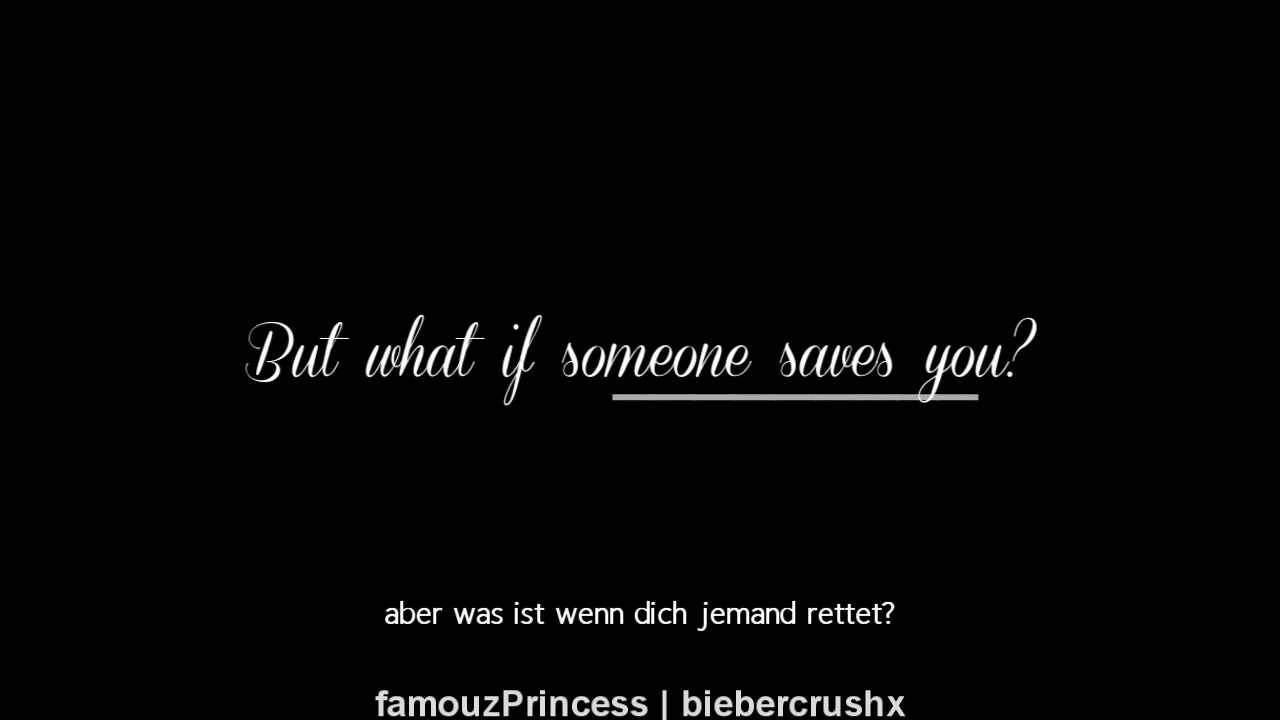 But what if someone saves you?
aber was ist wenn dich jemand rettet?
famouzPrincess | biebercrushx